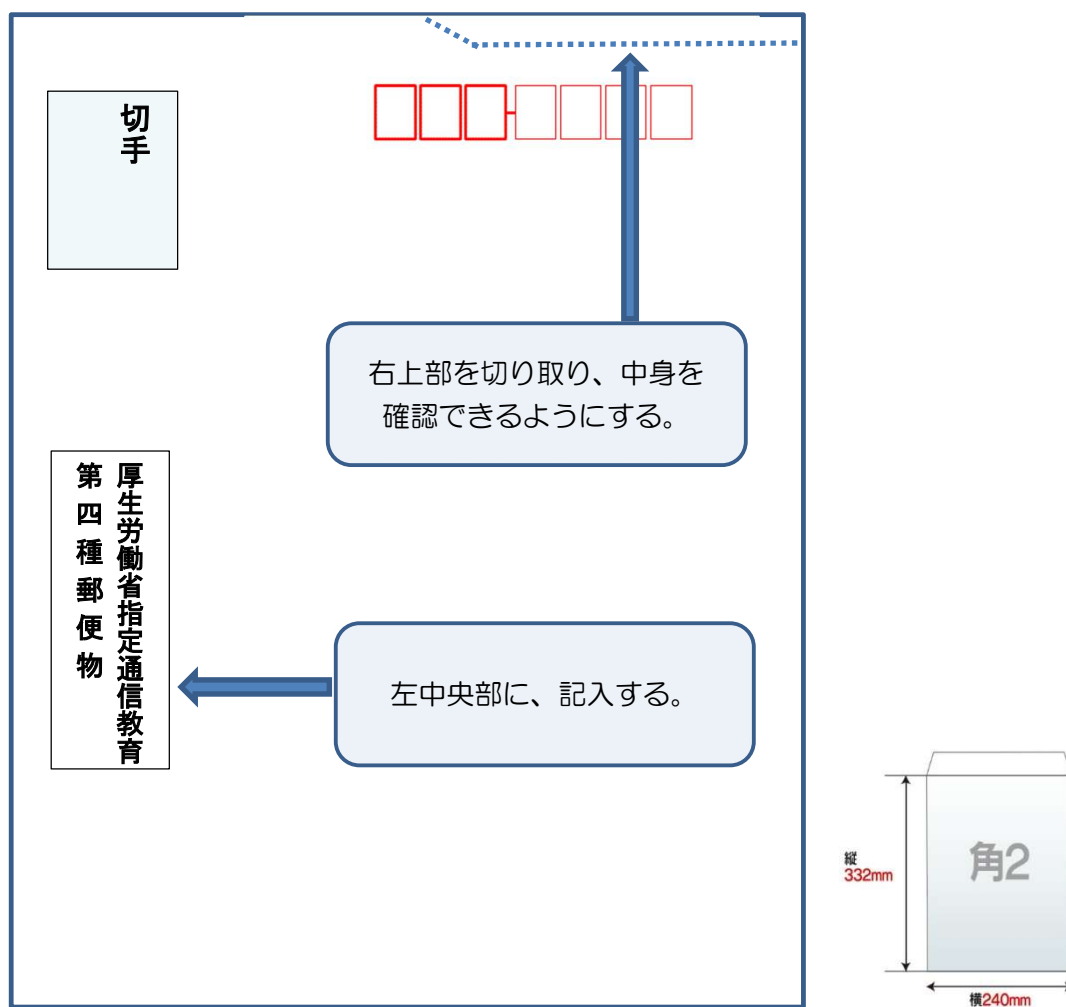 切手
右上部を切り取り、中身を
確認できるようにする。
厚生労働省指定通信教育
第四種郵便物
左中央部に、記入する。
角2
縦
332mm
横240mm